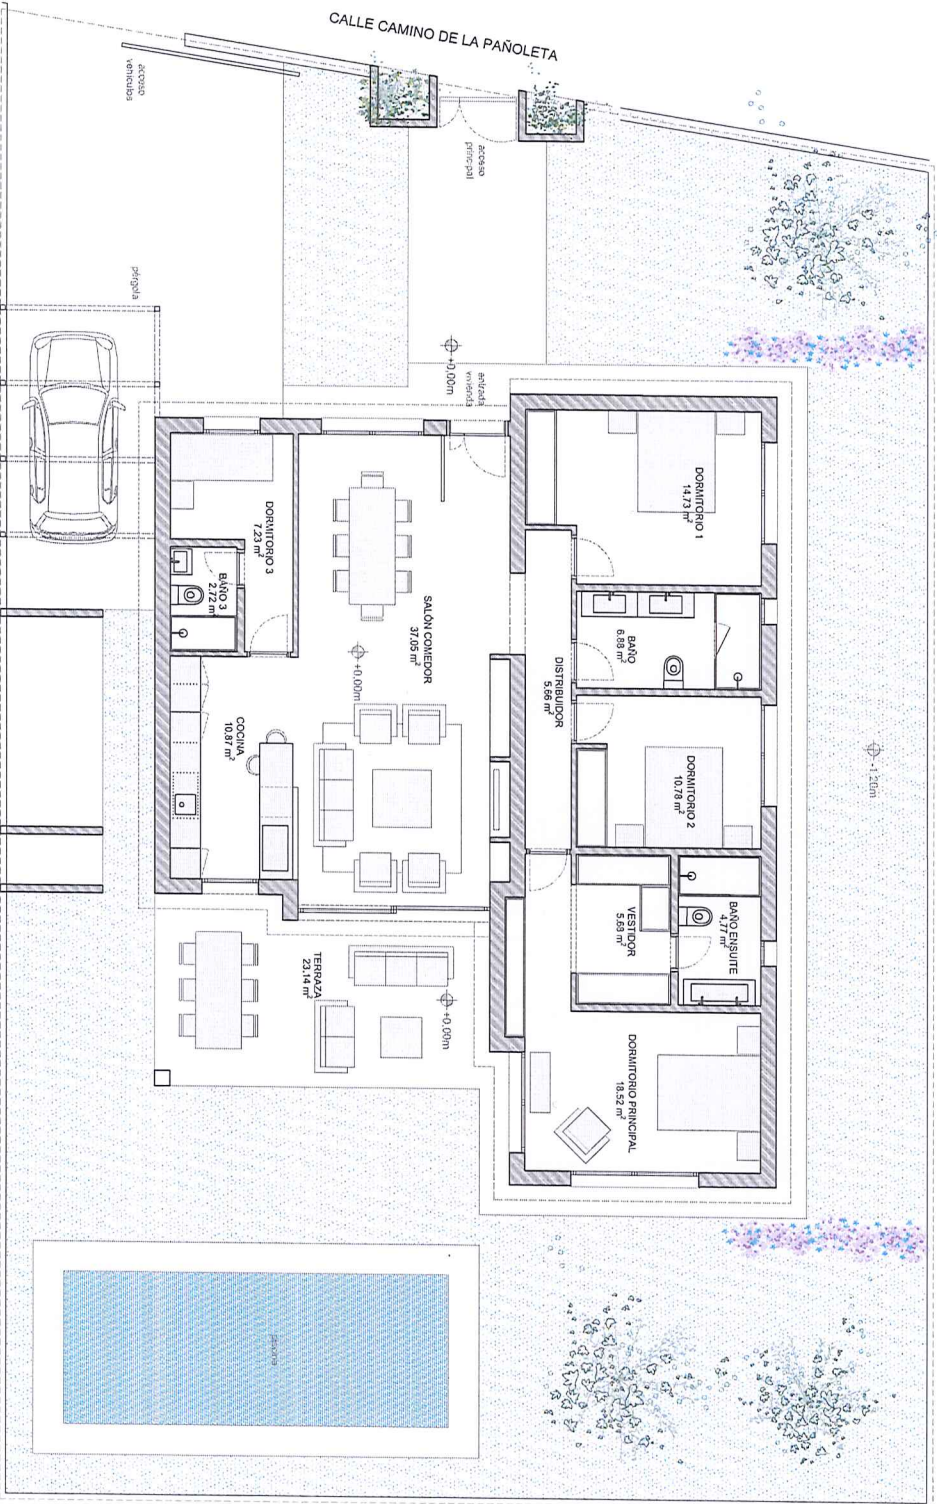 CALLE CAMINO DE LA PAÑOLETA
acceso
vehiculos
acceso
principal
pérgola
+0,00m
entrada
vivienda
DORMITORIO 1
14,73 m²
DORMITORIO 3
7.23 m²
BAÑO 3
2,72 m²
SALÓN COMEDOR
37,05 m²
+0,00m
BAÑO
6,88 m²
DISTRIBUIDOR
5,66 m²
COCINA
10,87 m²
DORMITORIO 2
10,78 m²
-1,20m
VESTIDOR
5,68 m²
BAÑO ENSUITE
4,77 m²
TERRAZA
23,14 m²
+0,00m
DORMITORIO PRINCIPAL
18,52 m²
piscina